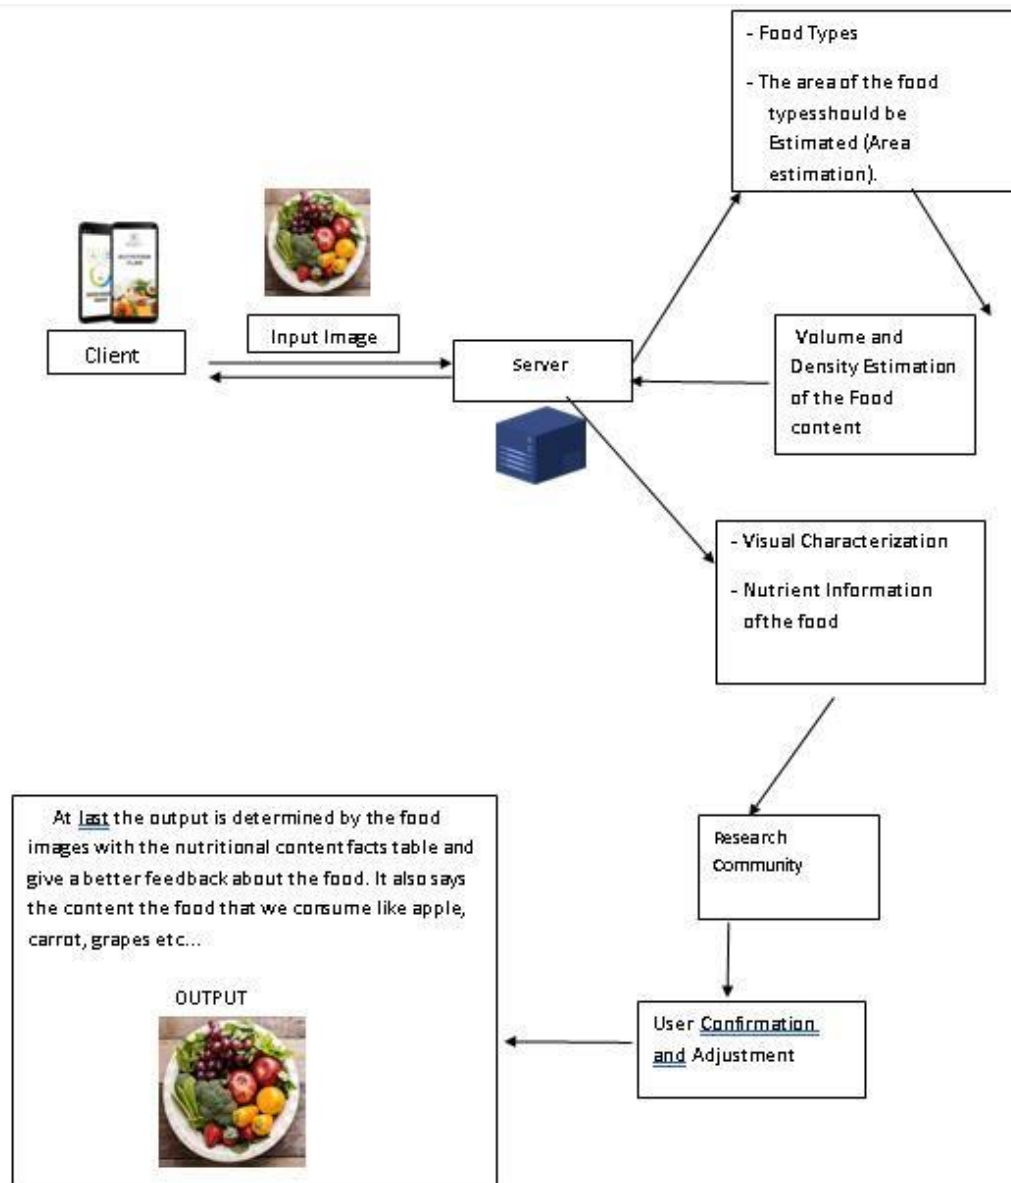 - Food Types
- The area of the food
typesshould be
Estimated (Area
estimation).
Client
Input Image
Server
Volume and
Density Estimation
of the Food
content
- Visual Characterization
- Nutrient Information
of the food
Research
Community
User Confirmation
and Adjustment
At last the output is determined by the food
images with the nutritional content facts table and
give a better feedback about the food. It also says
the content the food that we consume like apple,
carrot, grapes etc...
OUTPUT